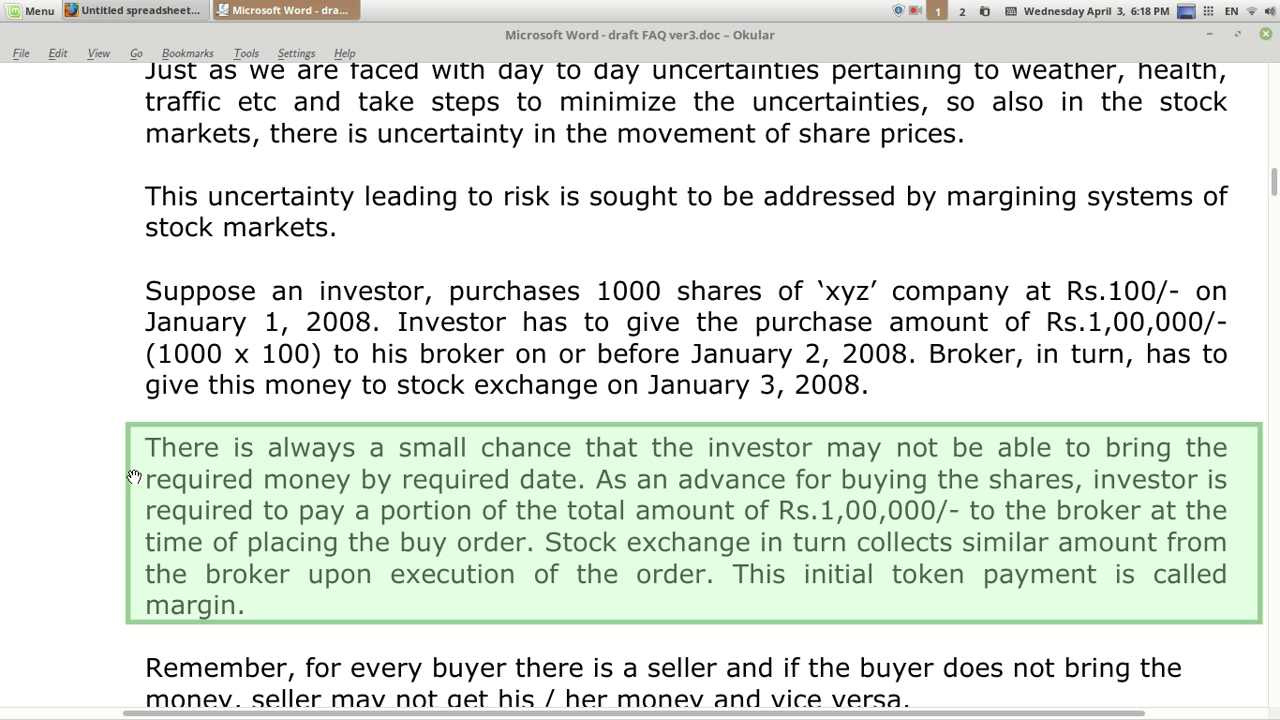 Menu Untitled spreadsheet... Microsoft Word - dra... 1 2 Wednesday April 3, 6:18 PM EN
Microsoft Word - draft FAQ ver3.doc – Okular
File Edit View Go Bookmarks Tools Settings Help
Just as we are faced with day to day uncertainties pertaining to weather, health,
traffic etc and take steps to minimize the uncertainties, so also in the stock
markets, there is uncertainty in the movement of share prices.
This uncertainty leading to risk is sought to be addressed by margining systems of
stock markets.
Suppose an investor, purchases 1000 shares of ‘xyz’ company at Rs.100/- on
January 1, 2008. Investor has to give the purchase amount of Rs.1,00,000/-
(1000 x 100) to his broker on or before January 2, 2008. Broker, in turn, has to
give this money to stock exchange on January 3, 2008.
There is always a small chance that the investor may not be able to bring the
required money by required date. As an advance for buying the shares, investor is
required to pay a portion of the total amount of Rs.1,00,000/- to the broker at the
time of placing the buy order. Stock exchange in turn collects similar amount from
the broker upon execution of the order. This initial token payment is called
margin.
Remember, for every buyer there is a seller and if the buyer does not bring the
money, seller may not get his / her money and vice versa.